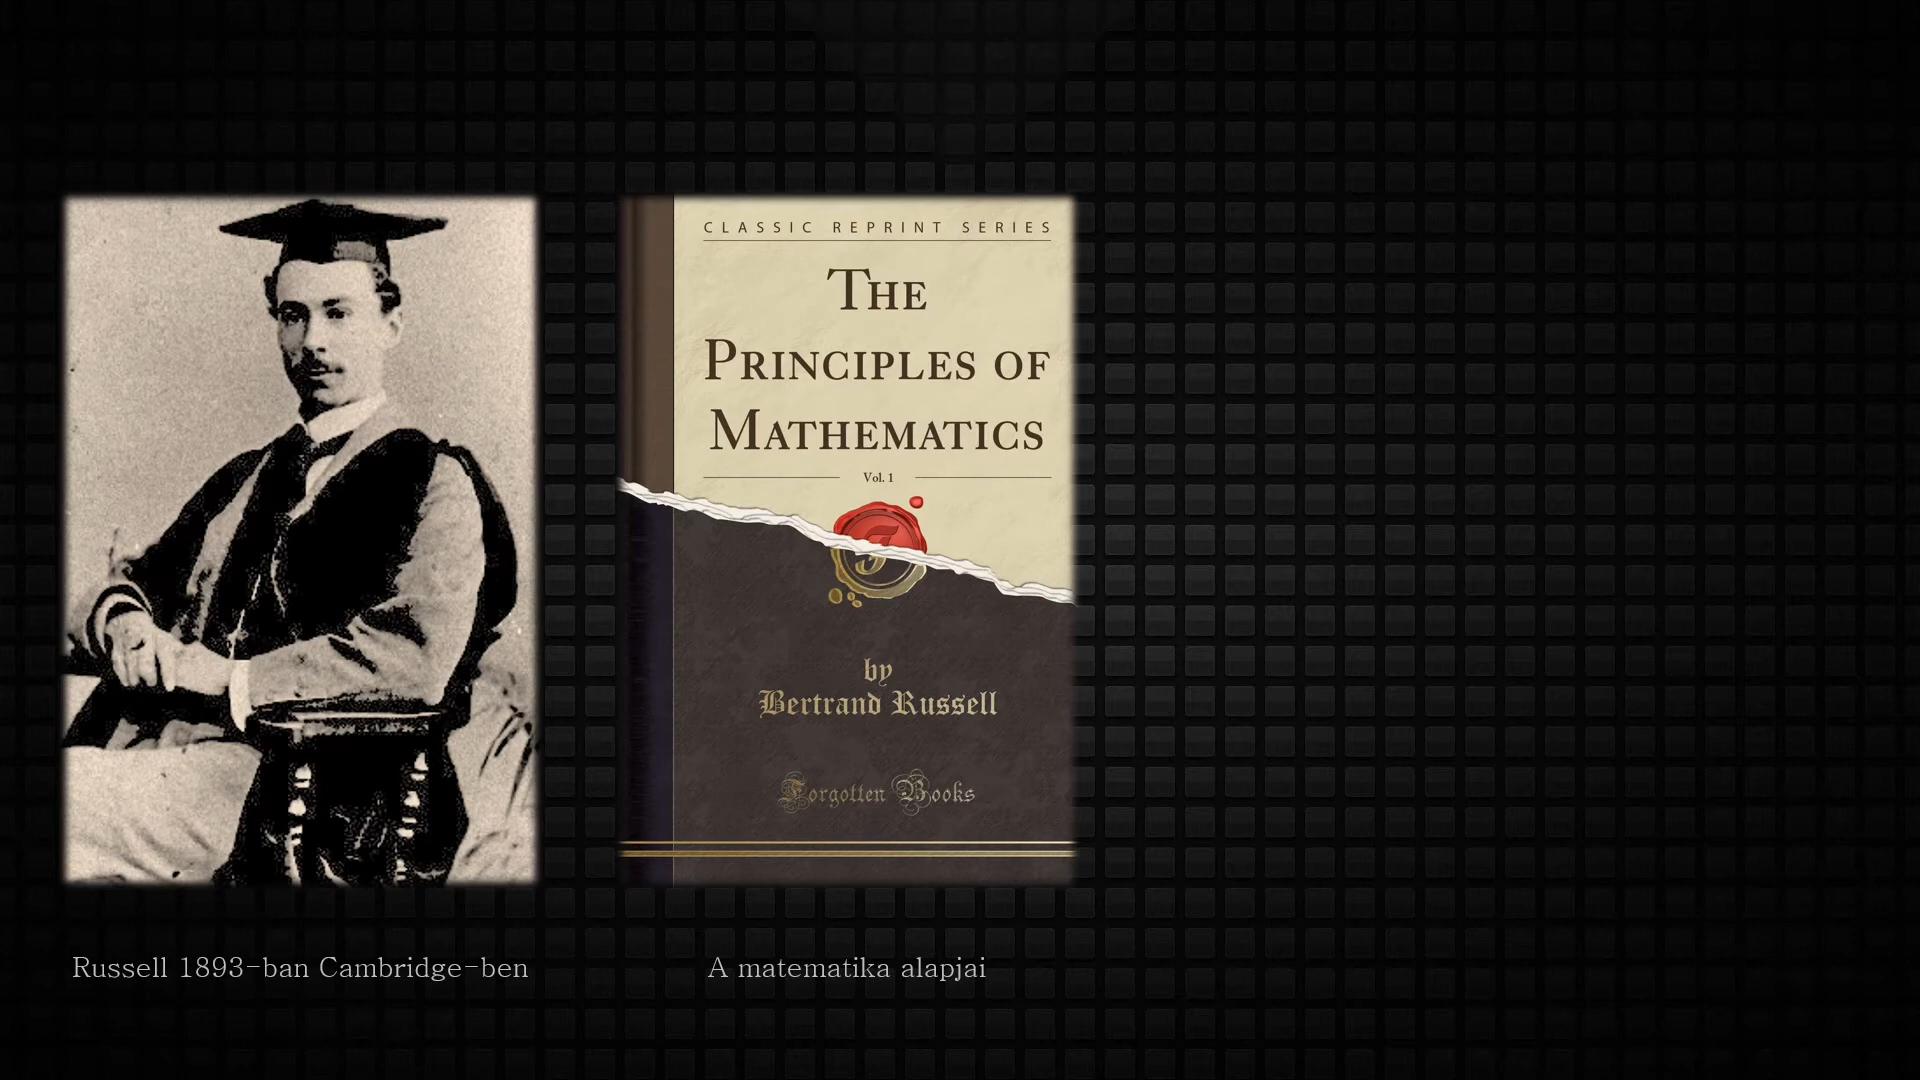 CLASSIC REPRINT SERIES
THE
PRINCIPLES OF
MATHEMATICS
Vol. 1
by
Bertrand Russell
Forgotten Books
Russell 1893-ban Cambridge-ben
A matematika alapjai